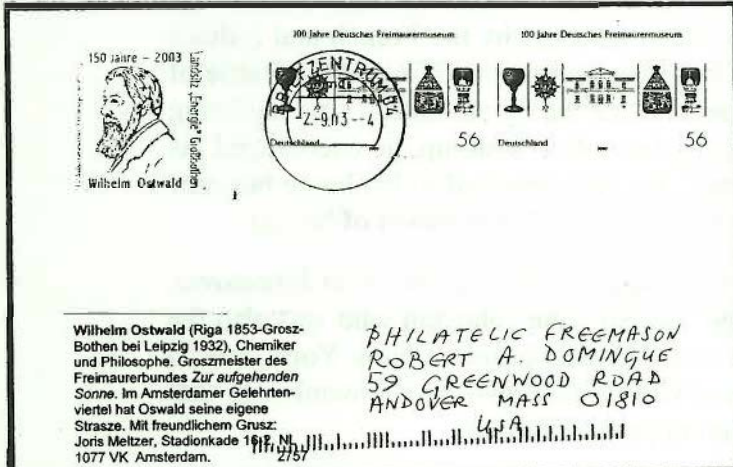 100 Jahre Deutsches Freimaurermuseum
100 Jahre Deutsches Freimaurermuseum
150 Jahre - 2003
Landsitz "Energie" Großbothen
Wilhelm Ostwald
BRIEFZENTRUM 04
2.-9.03--4
Deutschland
56
Deutschland
56
Wilhelm Ostwald (Riga 1853-Grosz-
Bothen bei Leipzig 1932), Chemiker
und Philosophe. Groszmeister des
Freimaurerbundes Zur aufgehenden
Sonne. Im Amsterdamer Gelehrten-
viertel hat Oswald seine eigene
Strasze. Mit freundlichem Grusz:
Joris Meltzer, Stadionkade NL
1077 VK Amsterdam.
2757
PHILATELIC FREEMASON
ROBERT A. DOMINGUE
59 GREENWOOD ROAD
ANDOVER MASS 01810
USA